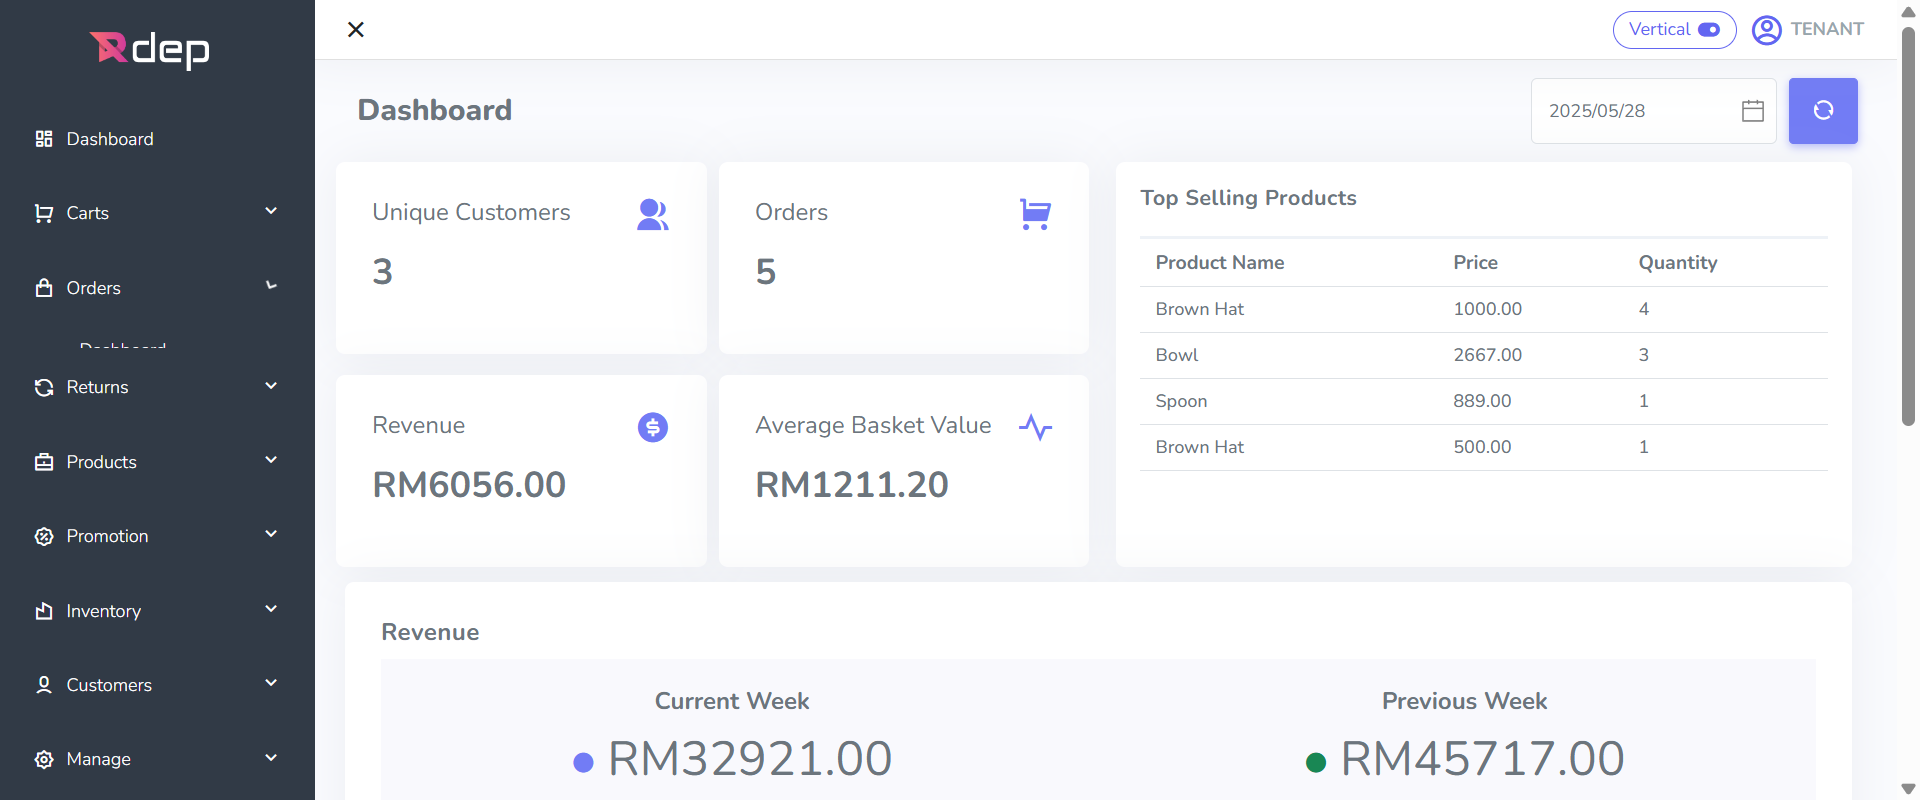 Rdep
Dashboard
Carts
Orders
Dashboard
Returns
Products
Promotion
Inventory
Customers
Manage
Vertical
TENANT
Dashboard
2025/05/28
Unique Customers
3
Orders
5
Revenue
RM6056.00
Average Basket Value
RM1211.20
Top Selling Products
Product Name Price Quantity
Brown Hat 1000.00 4
Bowl 2667.00 3
Spoon 889.00 1
Brown Hat 500.00 1
Revenue
Current Week
RM32921.00
Previous Week
RM45717.00